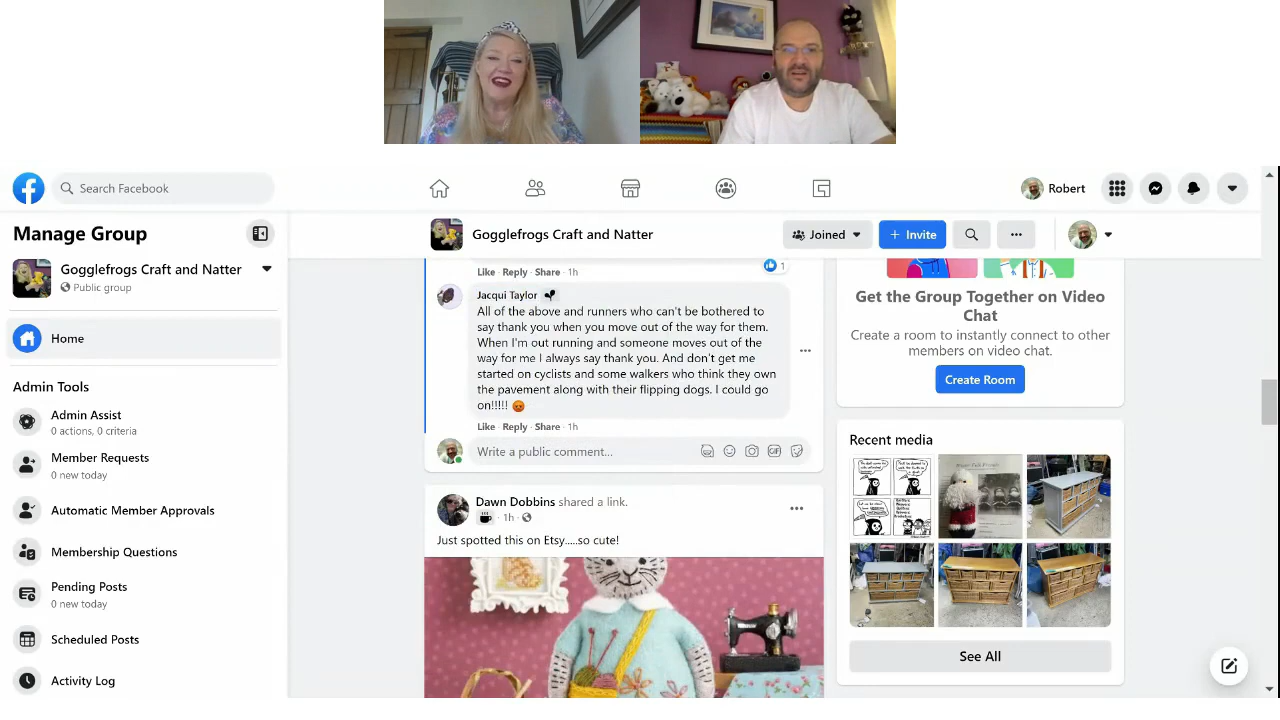 Search Facebook
Robert
Manage Group
Gogglefrogs Craft and Natter
Public group
Home
Admin Tools
Admin Assist
0 actions, 0 criteria
Member Requests
0 new today
Automatic Member Approvals
Membership Questions
Pending Posts
0 new today
Scheduled Posts
Activity Log
Gogglefrogs Craft and Natter
Joined
+ Invite
Like · Reply · Share · 1h
1
Jacqui Taylor
All of the above and runners who can't be bothered to
say thank you when you move out of the way for them.
When I'm out running and someone moves out of the
way for me I always say thank you. And don't get me
started on cyclists and some walkers who think they own
the pavement along with their flipping dogs. I could go
on!!!!!
Like · Reply · Share · 1h
Write a public comment...
GIF
Dawn Dobbins shared a link.
· 1h ·
Just spotted this on Etsy.....so cute!
Get the Group Together on Video
Chat
Create a room to instantly connect to other
members on video chat.
Create Room
Recent media
See All